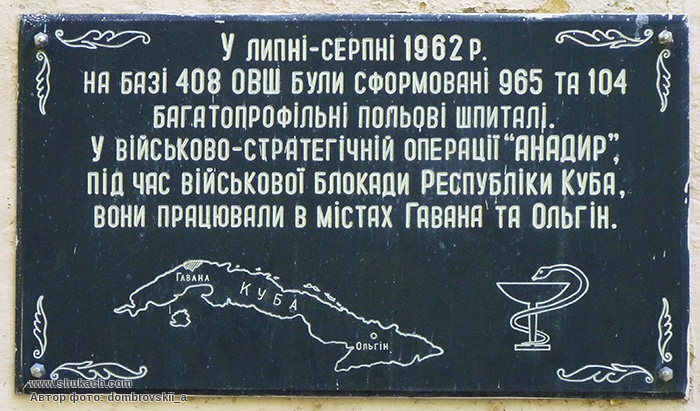 У ЛИПНІ-СЕРПНІ 1962 Р.
НА БАЗІ 408 ОВШ БУЛИ СФОРМОВАНІ 965 ТА 104
БАГАТОПРОФІЛЬНІ ПОЛЬОВІ ШПИТАЛІ.
У ВІЙСЬКОВО-СТРАТЕГІЧНІЙ ОПЕРАЦІЇ "АНАДИР",
ПІД ЧАС ВІЙСЬКОВОЇ БЛОКАДИ РЕСПУБЛІКИ КУБА,
ВОНИ ПРАЦЮВАЛИ В МІСТАХ ГАВАНА ТА ОЛЬГІН.
ГАВАНА
КУБА
ОЛЬГІН
www.shukach.com
Автор фото: dombrovskii_a